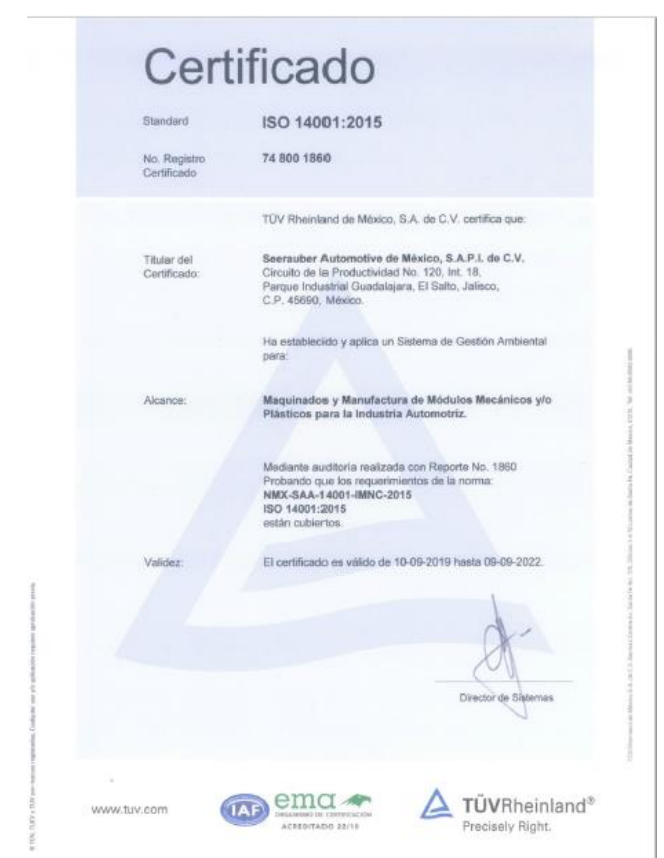 Certificado
Standard ISO 14001:2015
No. Registro 74 800 1860
Certificado
TÜV Rheinland de México, S.A. de C.V. certifica que:
Titular del Seerauber Automotive de México, S.A.P.I. de C.V.
Certificado: Circuito de la Productividad No. 120, Int. 18,
Parque Industrial Guadalajara, El Salto, Jalisco,
C.P. 45690, México.
Ha establecido y aplica un Sistema de Gestión Ambiental
para:
Alcance: Maquinados y Manufactura de Módulos Mecánicos y/o
Plásticos para la Industria Automotriz.
Mediante auditoria realizada con Reporte No. 1860
Probando que los requerimientos de la norma:
NMX-SAA-14001-IMNC-2015
ISO 14001:2015
están cubiertos.
Validez: El certificado es válido de 10-09-2019 hasta 09-09-2022.
Director de Sistemas
www.tuv.com
IAF
ema
ORGANISMO DE CERTIFICACIÓN
ACREDITADO 22/10
TÜVRheinland®
Precisely Right.